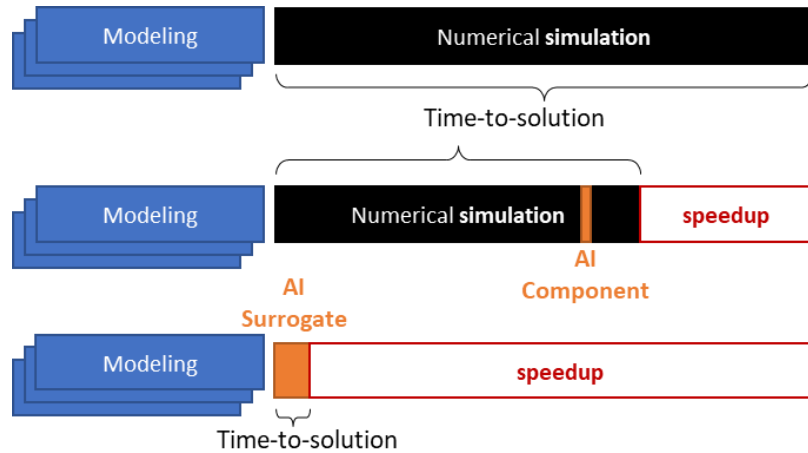 Modeling
Numerical simulation
Time-to-solution
Modeling
Numerical simulation
speedup
AI
Component
AI
Surrogate
Modeling
speedup
Time-to-solution